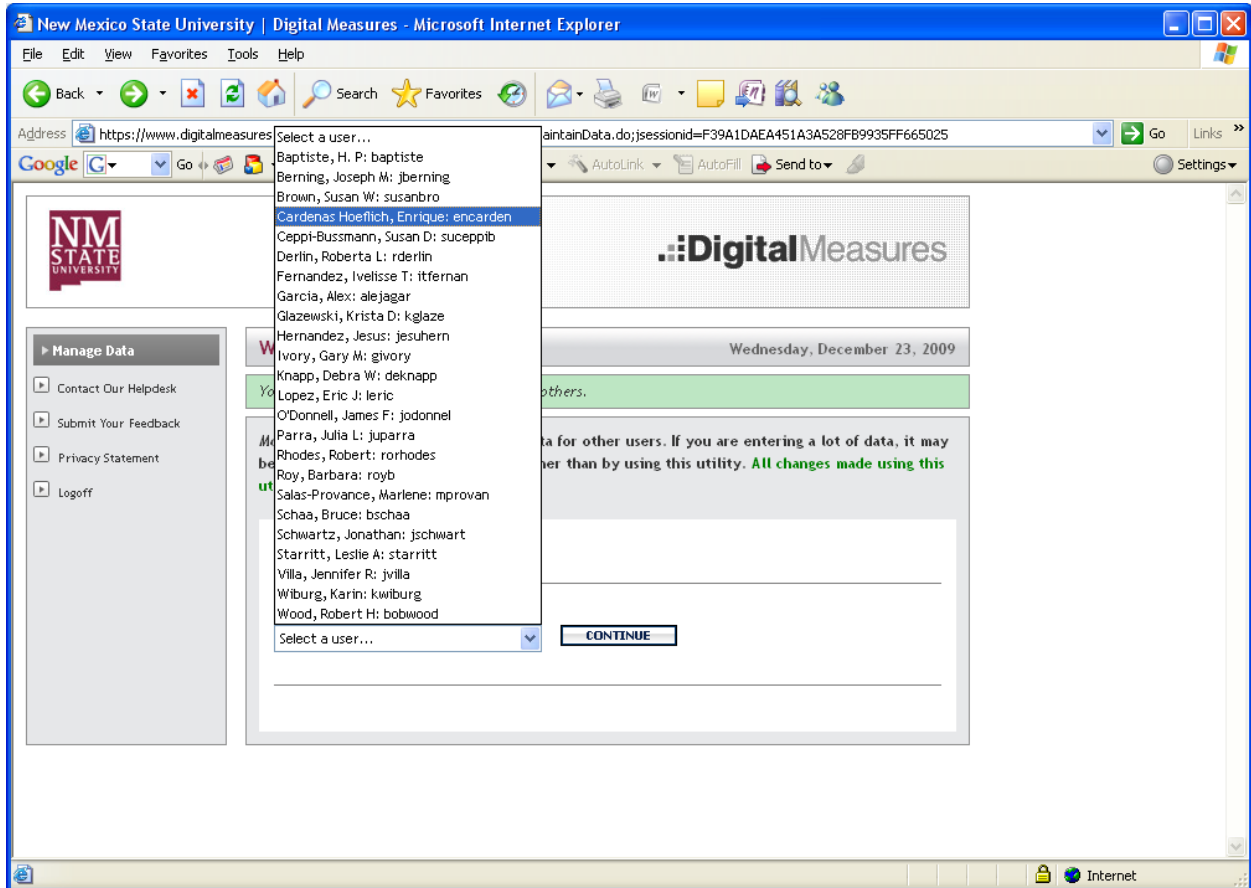 New Mexico State University | Digital Measures - Microsoft Internet Explorer
File Edit View Favorites Tools Help
Back Search Favorites
Address https://www.digitalmeasures aintainData.do;jsessionid=F39A1DAEA451A3A528FB9935FF665025 Go Links »
Google G Go AutoLink AutoFill Send to Settings
Select a user...
Baptiste, H. P: baptiste
Berning, Joseph M: jberning
Brown, Susan W: susanbro
Cardenas Hoeflich, Enrique: encarden
Ceppi-Bussmann, Susan D: suceppib
Derlin, Roberta L: rderlin
Fernandez, Ivelisse T: itfernan
Garcia, Alex: alejagar
Glazewski, Krista D: kglaze
Hernandez, Jesus: jesuhern
Ivory, Gary M: givory
Knapp, Debra W: deknapp
Lopez, Eric J: leric
O'Donnell, James F: jodonnel
Parra, Julia L: juparra
Rhodes, Robert: rorhodes
Roy, Barbara: royb
Salas-Provance, Marlene: mprovan
Schaa, Bruce: bschaa
Schwartz, Jonathan: jschwart
Starritt, Leslie A: starritt
Villa, Jennifer R: jvilla
Wiburg, Karin: kwiburg
Wood, Robert H: bobwood
Select a user...
CONTINUE
NM
STATE
UNIVERSITY
.:DigitalMeasures
Manage Data
Contact Our Helpdesk
Submit Your Feedback
Privacy Statement
Logoff
W Wednesday, December 23, 2009
Yo others.
Ma ta for other users. If you are entering a lot of data, it may
be her than by using this utility. All changes made using this
ut
Internet